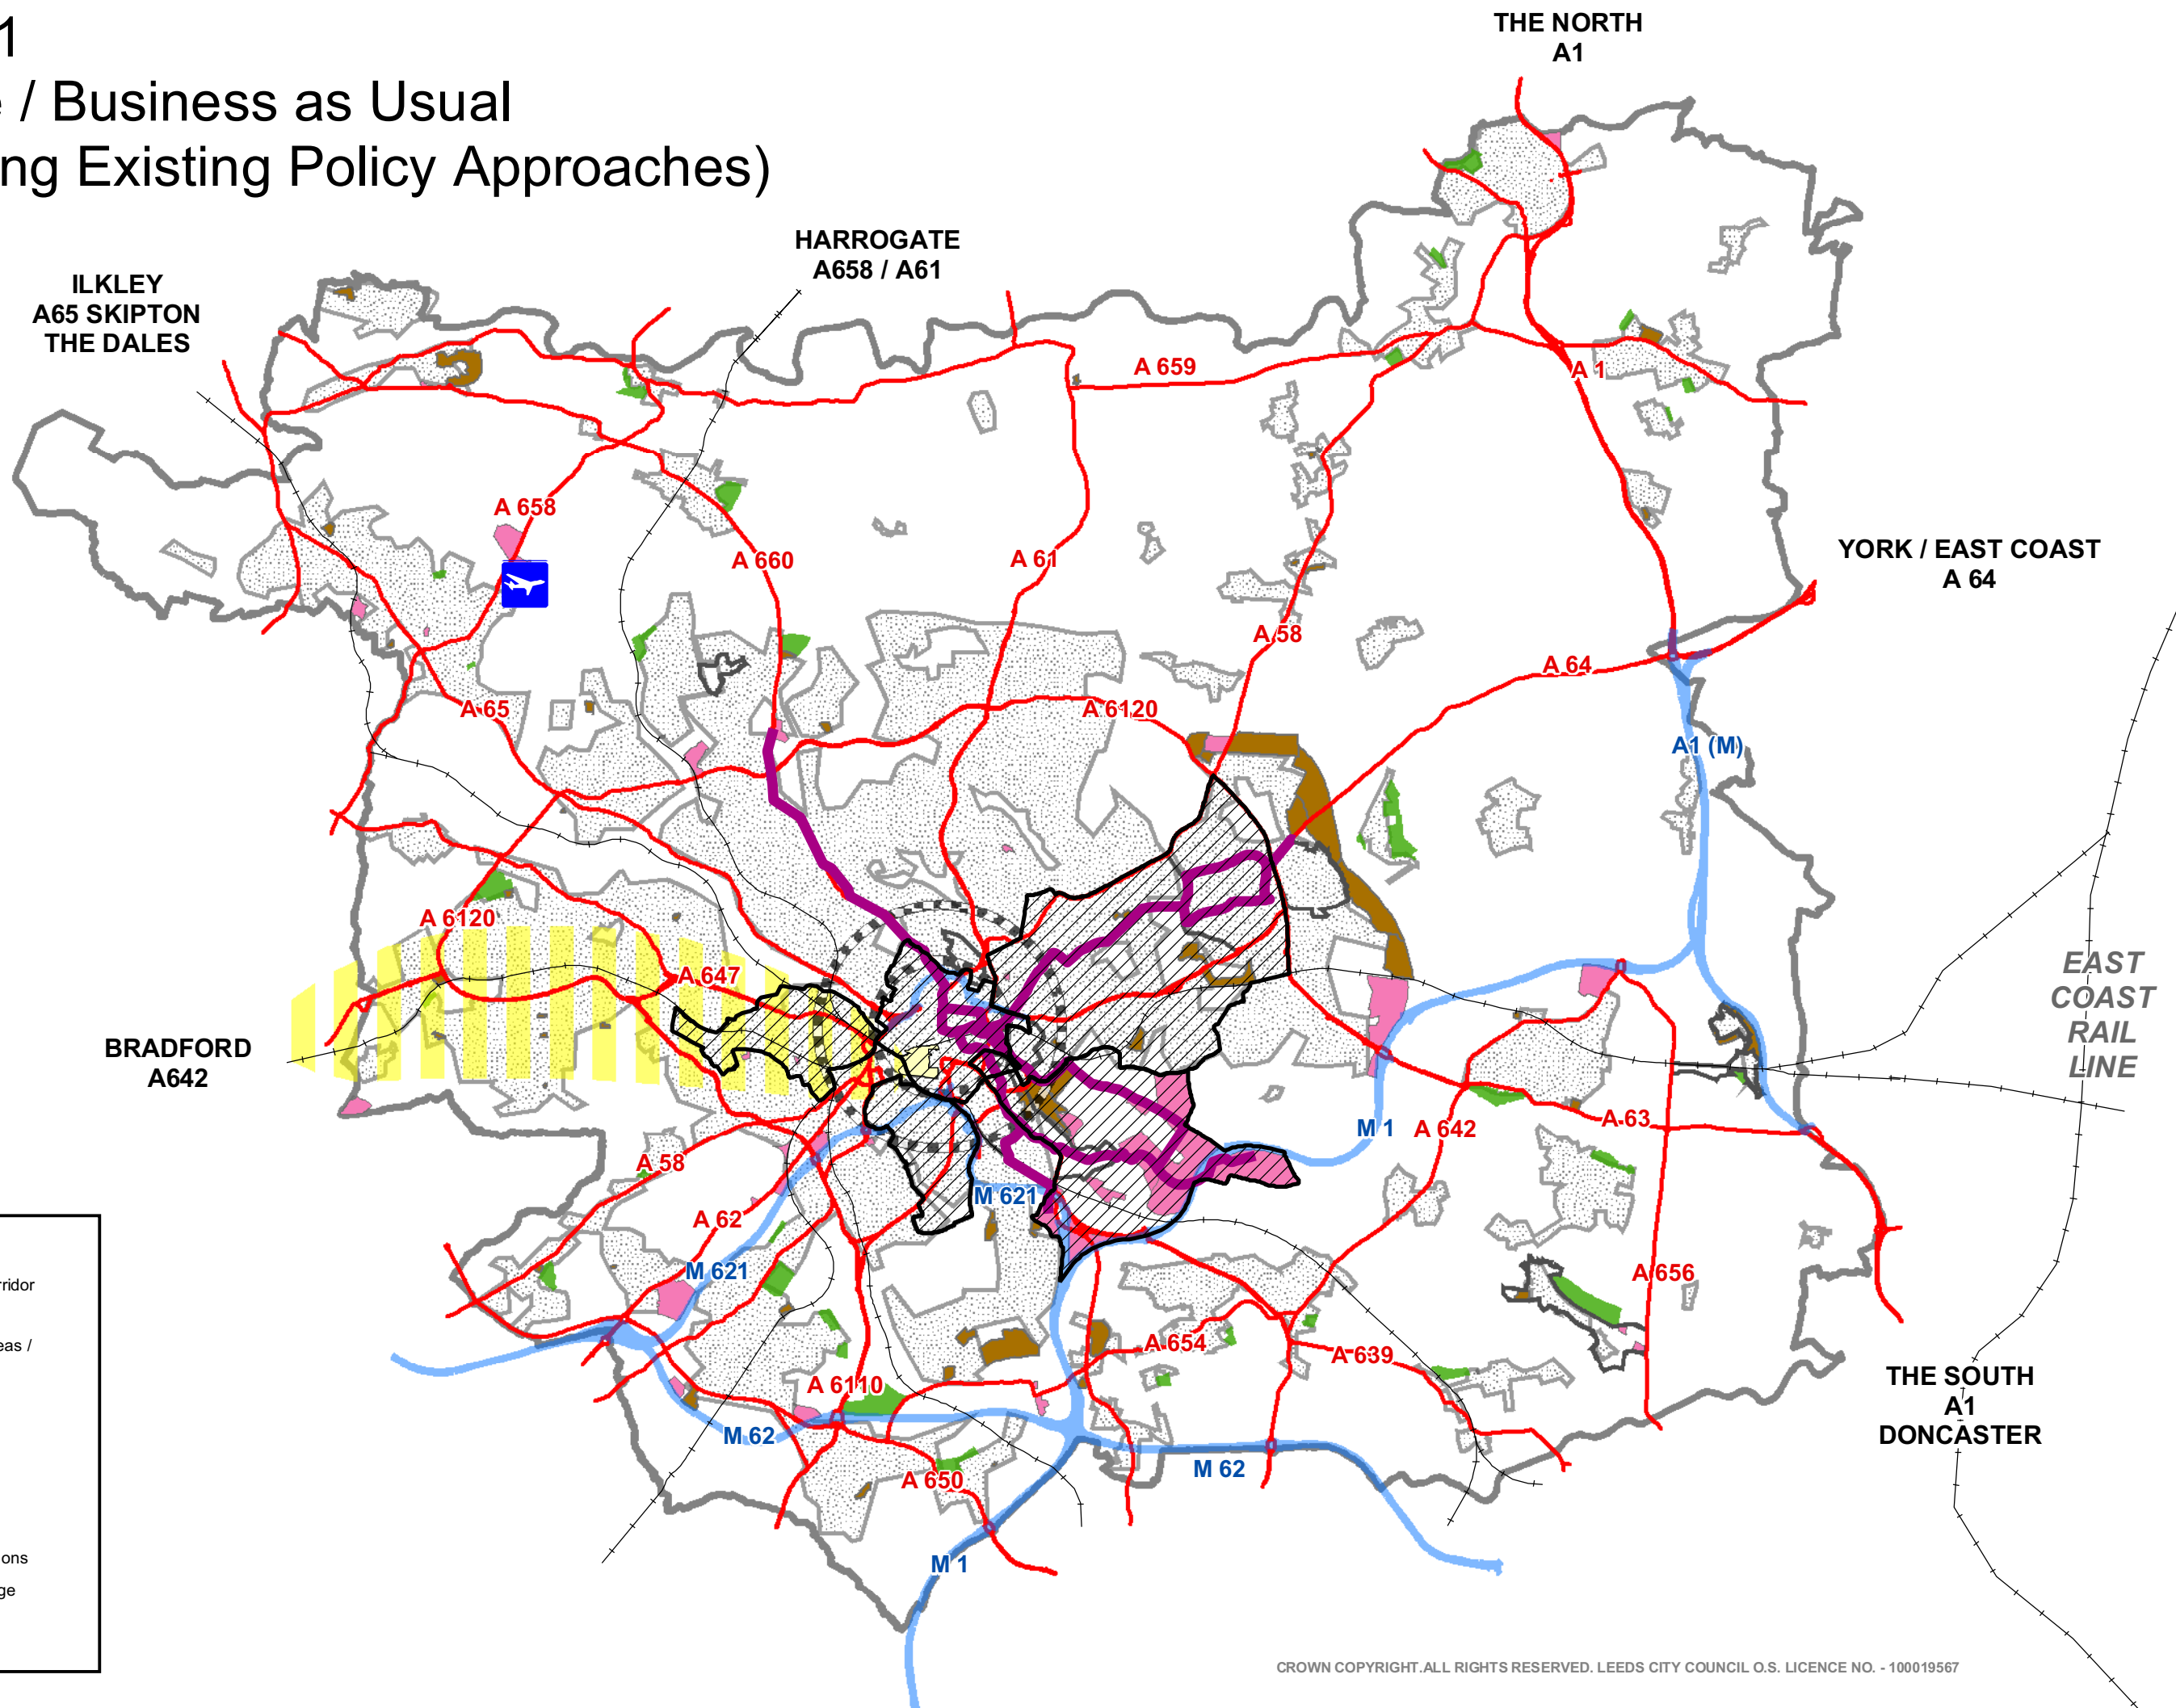 1
/ Business as Usual
ng Existing Policy Approaches)
THE NORTH
A1
HARROGATE
A658 / A61
ILKLEY
A65 SKIPTON
THE DALES
A 659
A 1
A 658
A 660
A 61
YORK / EAST COAST
A 64
A 58
A 64
A 65
A 6120
A1 (M)
A 6120
A 647
EAST
COAST
RAIL
LINE
BRADFORD
A642
M 1
A 642
A 63
A 58
M 621
A 62
M 621
A 656
A 654
A 639
A 6110
THE SOUTH
A1
DONCASTER
M 62
M 62
A 650
M 1
rridor
eas /
ons
ge
CROWN COPYRIGHT.ALL RIGHTS RESERVED. LEEDS CITY COUNCIL O.S. LICENCE NO. - 100019567